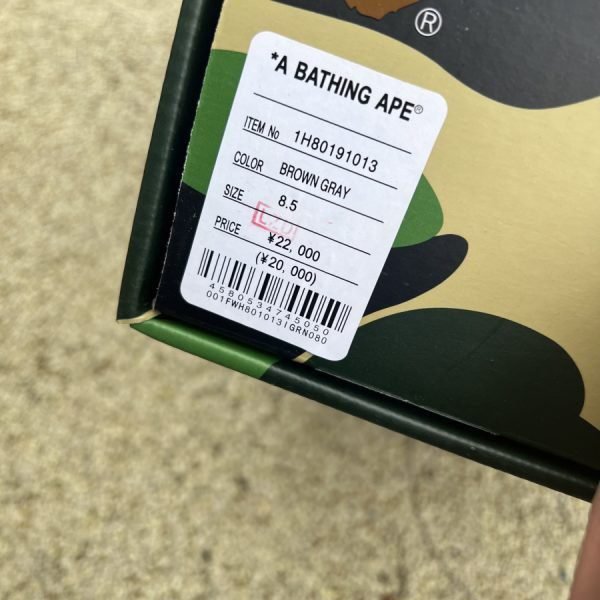 ®
*A BATHING APE®
ITEM No 1H80191013
COLOR BROWN GRAY
SIZE 8.5
PRICE ¥22,000
(¥20,000)
4580534745050
001FWH801013IGRN080